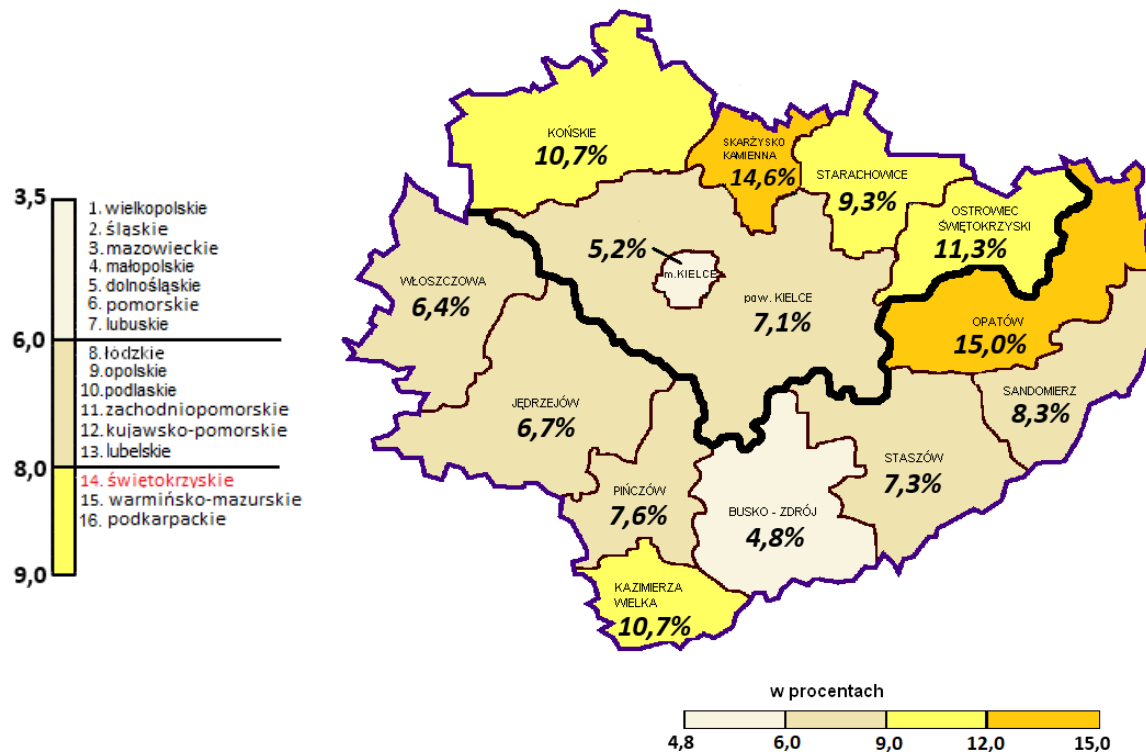 3,5
1. wielkopolskie
2. śląskie
3. mazowieckie
4. małopolskie
5. dolnośląskie
6. pomorskie
7. lubuskie
6,0
8. łódzkie
9. opolskie
10. podlaskie
11. zachodniopomorskie
12. kujawsko-pomorskie
13. lubelskie
8,0
14. świetokrzyskie
15. warmińsko-mazurskie
16. podkarpackie
9,0
KOŃSKIE
10,7%
SKARŻYSKO
KAMIENNA
14,6%
STARACHOWICE
9,3%
OSTROWIEC
ŚWIĘTOKRZYSKI
11,3%
5,2%
m.KIELCE
WŁOSZCZOWA
6,4%
pow. KIELCE
7,1%
OPATÓW
15,0%
SANDOMIERZ
8,3%
JĘDRZEJÓW
6,7%
STASZÓW
7,3%
PIŃCZÓW
7,6%
BUSKO - ZDRÓJ
4,8%
KAZIMIERZA
WIELKA
10,7%
w procentach
4,8 6,0 9,0 12,0 15,0